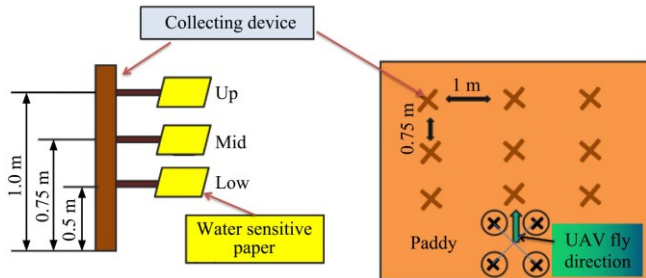 Collecting device
Up
Mid
Low
1.0 m
0.75 m
0.5 m
Water sensitive
paper
1 m
0.75 m
Paddy
UAV fly
direction